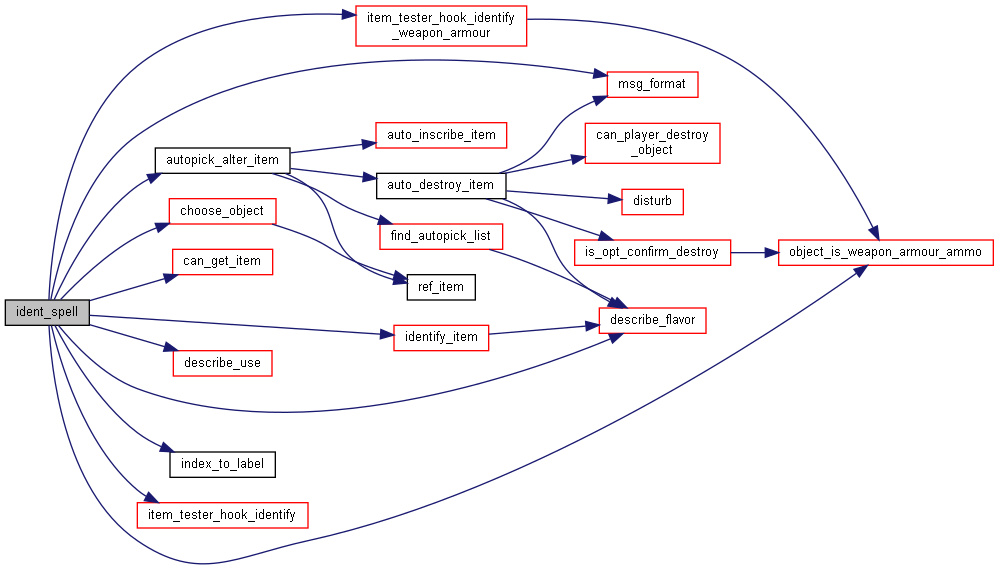 item_tester_hook_identify
_weapon_armour
msg_format
auto_inscribe_item
can_player_destroy
_object
autopick_alter_item
auto_destroy_item
disturb
choose_object
find_autopick_list
is_opt_confirm_destroy
object_is_weapon_armour_ammo
can_get_item
ref_item
ident_spell
describe_flavor
identify_item
describe_use
index_to_label
item_tester_hook_identify